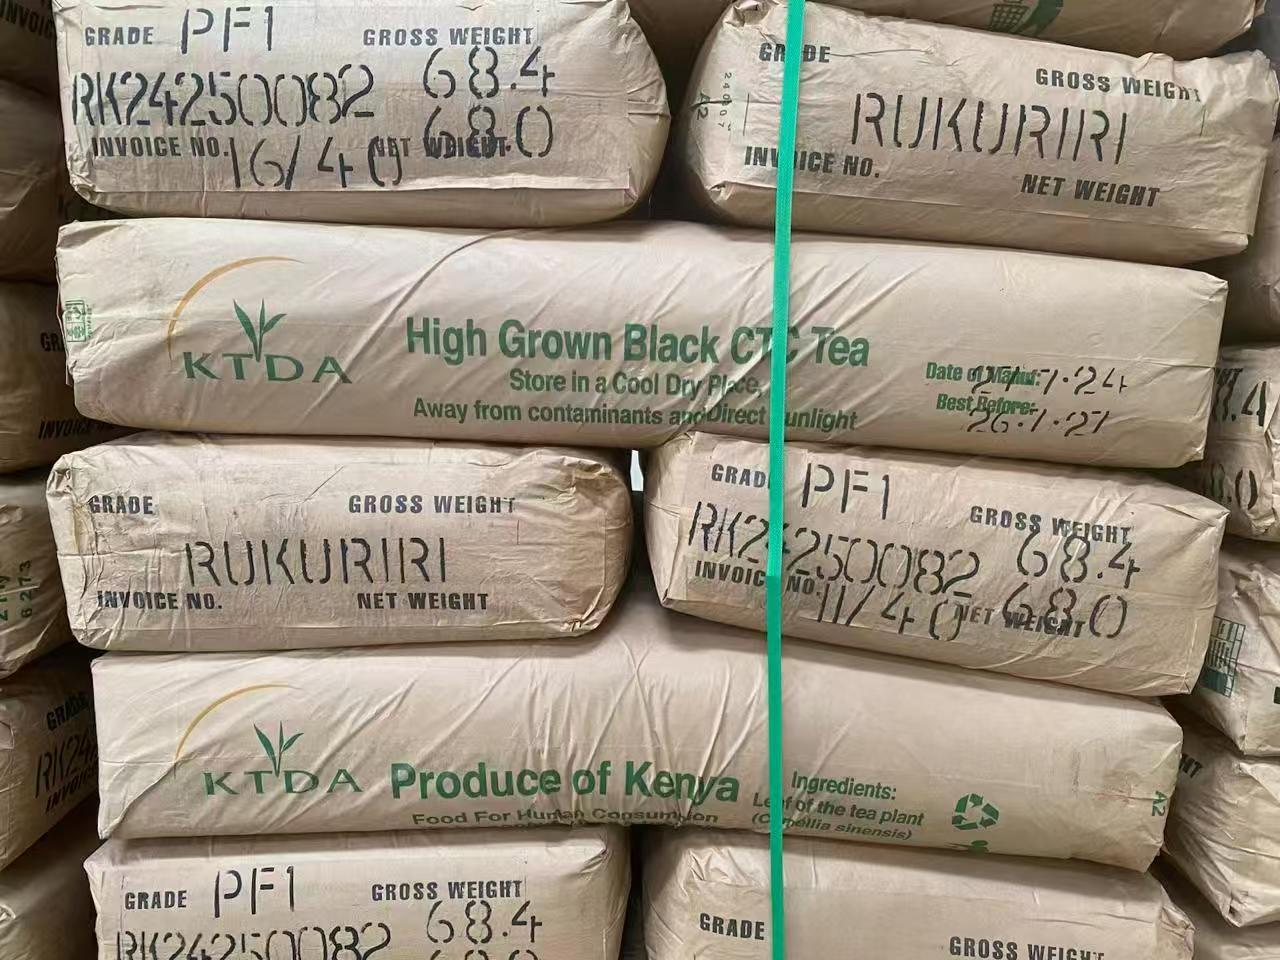 GRADE PF1 GROSS WEIGHT
RK24250082 68.4
INVOICE NO. 16/40 NET WEIGHT 68.0
GRADE
GROSS WEIGHT
RUKURIRI
INVOICE NO.
NET WEIGHT
A2
KTDA
High Grown Black CTC Tea
Store in a Cool Dry Place,
Away from contaminants and Direct Sunlight
Date of Manuf: 27.7.24
Best Before: 26.7.27
GRADE GROSS WEIGHT
RUKURIRI
INVOICE NO. NET WEIGHT
GRADE PF1 GROSS WEIGHT
RK24250082 68.4
INVOICE NO. 11/40 NET WEIGHT 68.0
KTDA
Produce of Kenya
Food For Human Consumption
Ingredients:
Leaf of the tea plant
(Camellia sinensis)
A2
GRADE PF1 GROSS WEIGHT
RK24250082 68.4
GRADE
GROSS WEIGHT